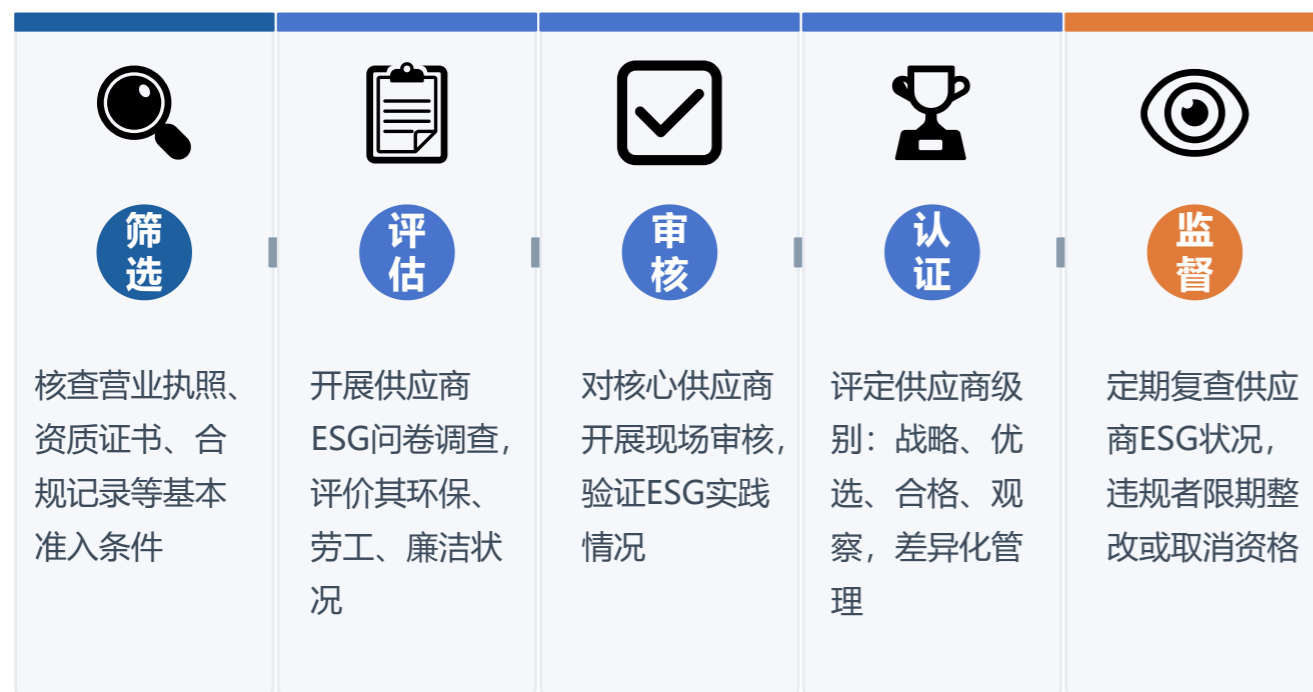 筛
选
核查营业执照、
资质证书、合
规记录等基本
准入条件
评
估
开展供应商
ESG问卷调查，
评价其环保、
劳工、廉洁状
况
审
核
对核心供应商
开展现场审核，
验证ESG实践
情况
认
证
评定供应商级
别：战略、优
选、合格、观
察，差异化管
理
监
督
定期复查供应
商ESG状况，
违规者限期整
改或取消资格